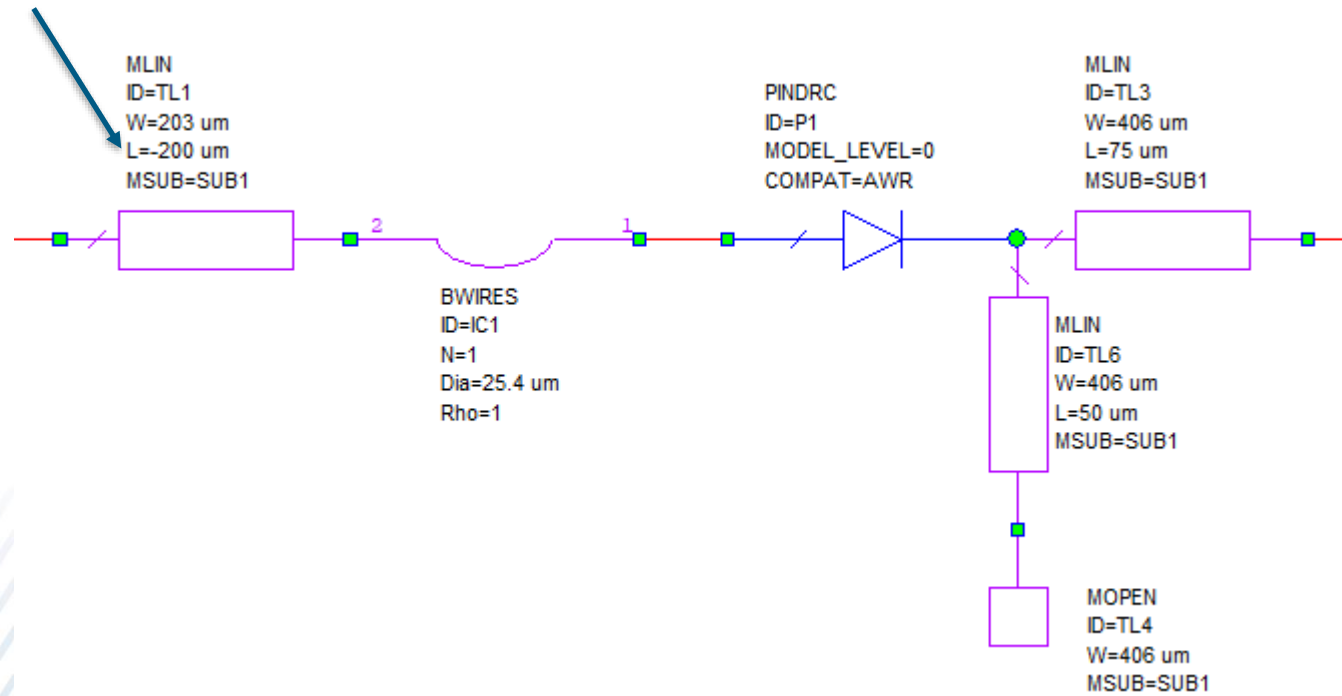 MLIN
ID=TL1
W=203 um
L=-200 um
MSUB=SUB1
2
1
BWIRES
ID=IC1
N=1
Dia=25.4 um
Rho=1
PINDRC
ID=P1
MODEL_LEVEL=0
COMPAT=AWR
MLIN
ID=TL3
W=406 um
L=75 um
MSUB=SUB1
MLIN
ID=TL6
W=406 um
L=50 um
MSUB=SUB1
MOPEN
ID=TL4
W=406 um
MSUB=SUB1